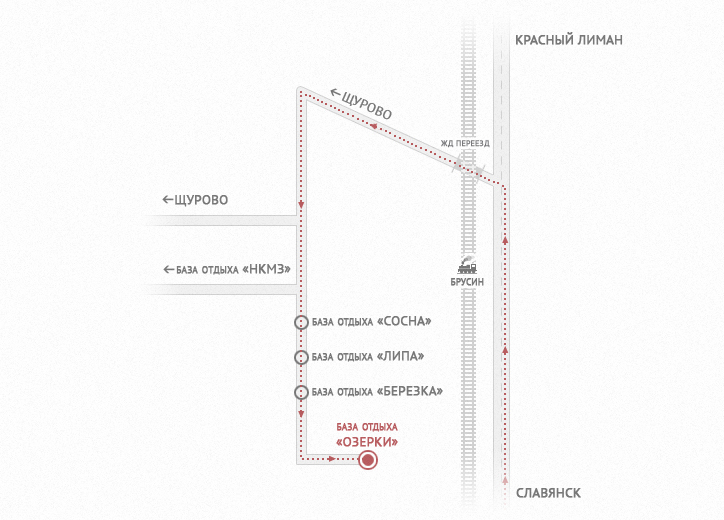 КРАСНЫЙ ЛИМАН
←ЩУРОВО
ЖД ПЕРЕЕЗД
←ЩУРОВО
←БАЗА ОТДЫХА «НКМЗ»
БРУСИН
БАЗА ОТДЫХА «СОСНА»
БАЗА ОТДЫХА «ЛИПА»
БАЗА ОТДЫХА «БЕРЕЗКА»
БАЗА ОТДЫХА
«ОЗЕРКИ»
СЛАВЯНСК